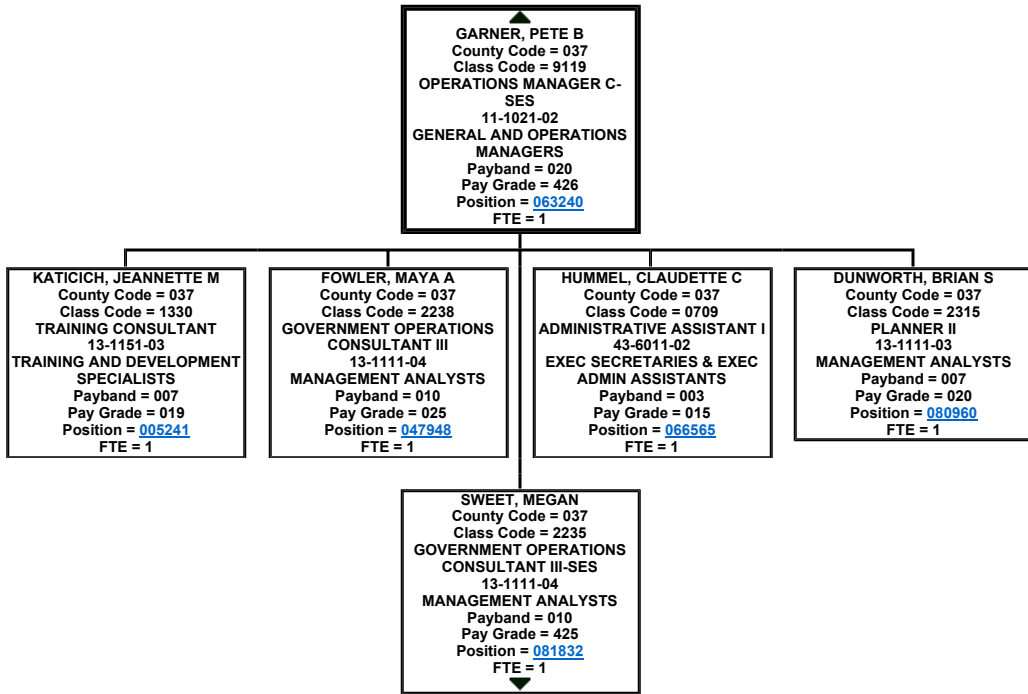 GARNER, PETE B
County Code = 037
Class Code = 9119
OPERATIONS MANAGER C-
SES
11-1021-02
GENERAL AND OPERATIONS
MANAGERS
Payband = 020
Pay Grade = 426
Position = 063240
FTE = 1
KATICICH, JEANNETTE M
County Code = 037
Class Code = 1330
TRAINING CONSULTANT
13-1151-03
TRAINING AND DEVELOPMENT
SPECIALISTS
Payband = 007
Pay Grade = 019
Position = 005241
FTE = 1
FOWLER, MAYA A
County Code = 037
Class Code = 2238
GOVERNMENT OPERATIONS
CONSULTANT III
13-1111-04
MANAGEMENT ANALYSTS
Payband = 010
Pay Grade = 025
Position = 047948
FTE = 1
HUMMEL, CLAUDETTE C
County Code = 037
Class Code = 0709
ADMINISTRATIVE ASSISTANT I
43-6011-02
EXEC SECRETARIES & EXEC
ADMIN ASSISTANTS
Payband = 003
Pay Grade = 015
Position = 066565
FTE = 1
DUNWORTH, BRIAN S
County Code = 037
Class Code = 2315
PLANNER II
13-1111-03
MANAGEMENT ANALYSTS
Payband = 007
Pay Grade = 020
Position = 080960
FTE = 1
SWEET, MEGAN
County Code = 037
Class Code = 2235
GOVERNMENT OPERATIONS
CONSULTANT III-SES
13-1111-04
MANAGEMENT ANALYSTS
Payband = 010
Pay Grade = 425
Position = 081832
FTE = 1